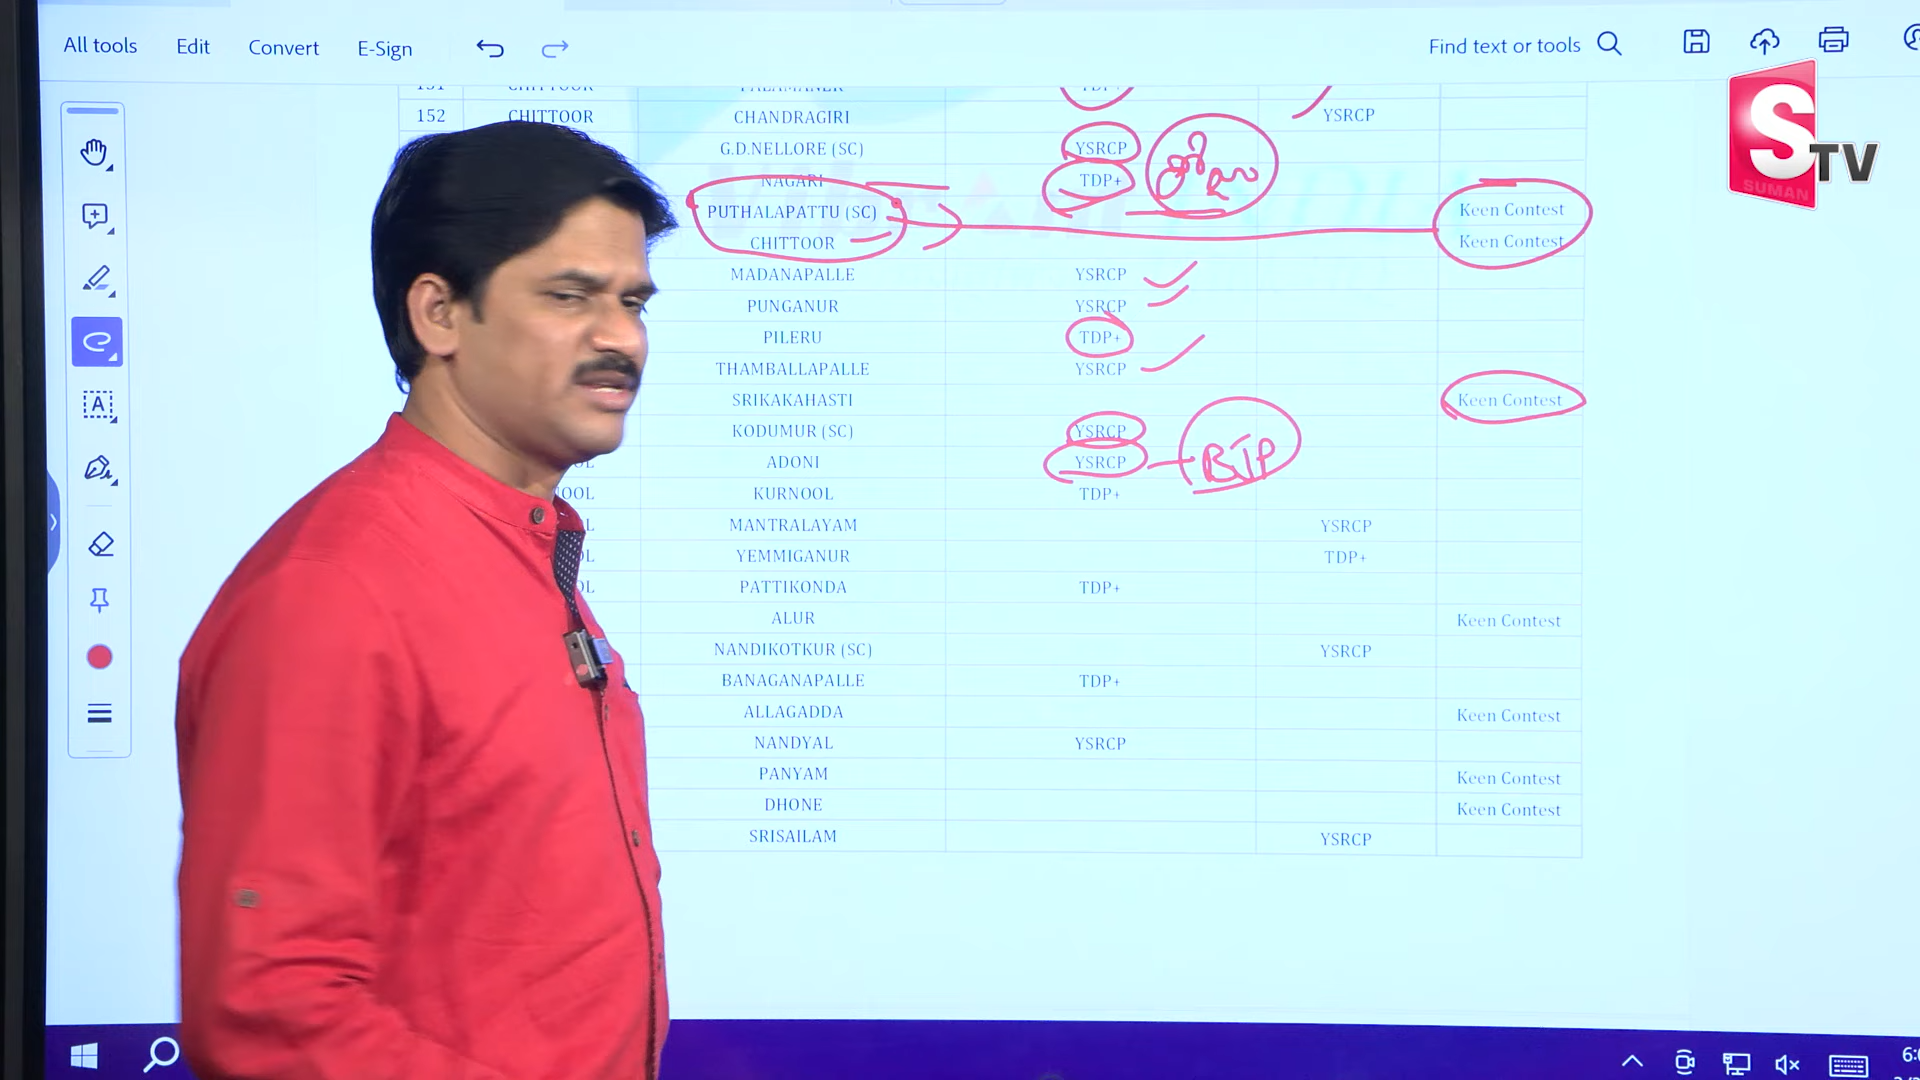 All tools Edit Convert E-Sign Find text or tools
S TV
SUMAN
152 CHITTOOR CHANDRAGIRI YSRCP
G.D.NELLORE (SC) YSRCP
NAGARI TDP+
PUTHALAPATTU (SC) Keen Contest
CHITTOOR Keen Contest
MADANAPALLE YSRCP
PUNGANUR YSRCP
PILERU TDP+
THAMBALLAPALLE YSRCP
SRIKAKAHASTI Keen Contest
KODUMUR (SC) YSRCP
ADONI YSRCP BJP
KURNOOL TDP+
MANTRALAYAM YSRCP
YEMMIGANUR TDP+
PATTIKONDA TDP+
ALUR Keen Contest
NANDIKOTKUR (SC) YSRCP
BANAGANAPALLE TDP+
ALLAGADDA Keen Contest
NANDYAL YSRCP
PANYAM Keen Contest
DHONE Keen Contest
SRISAILAM YSRCP